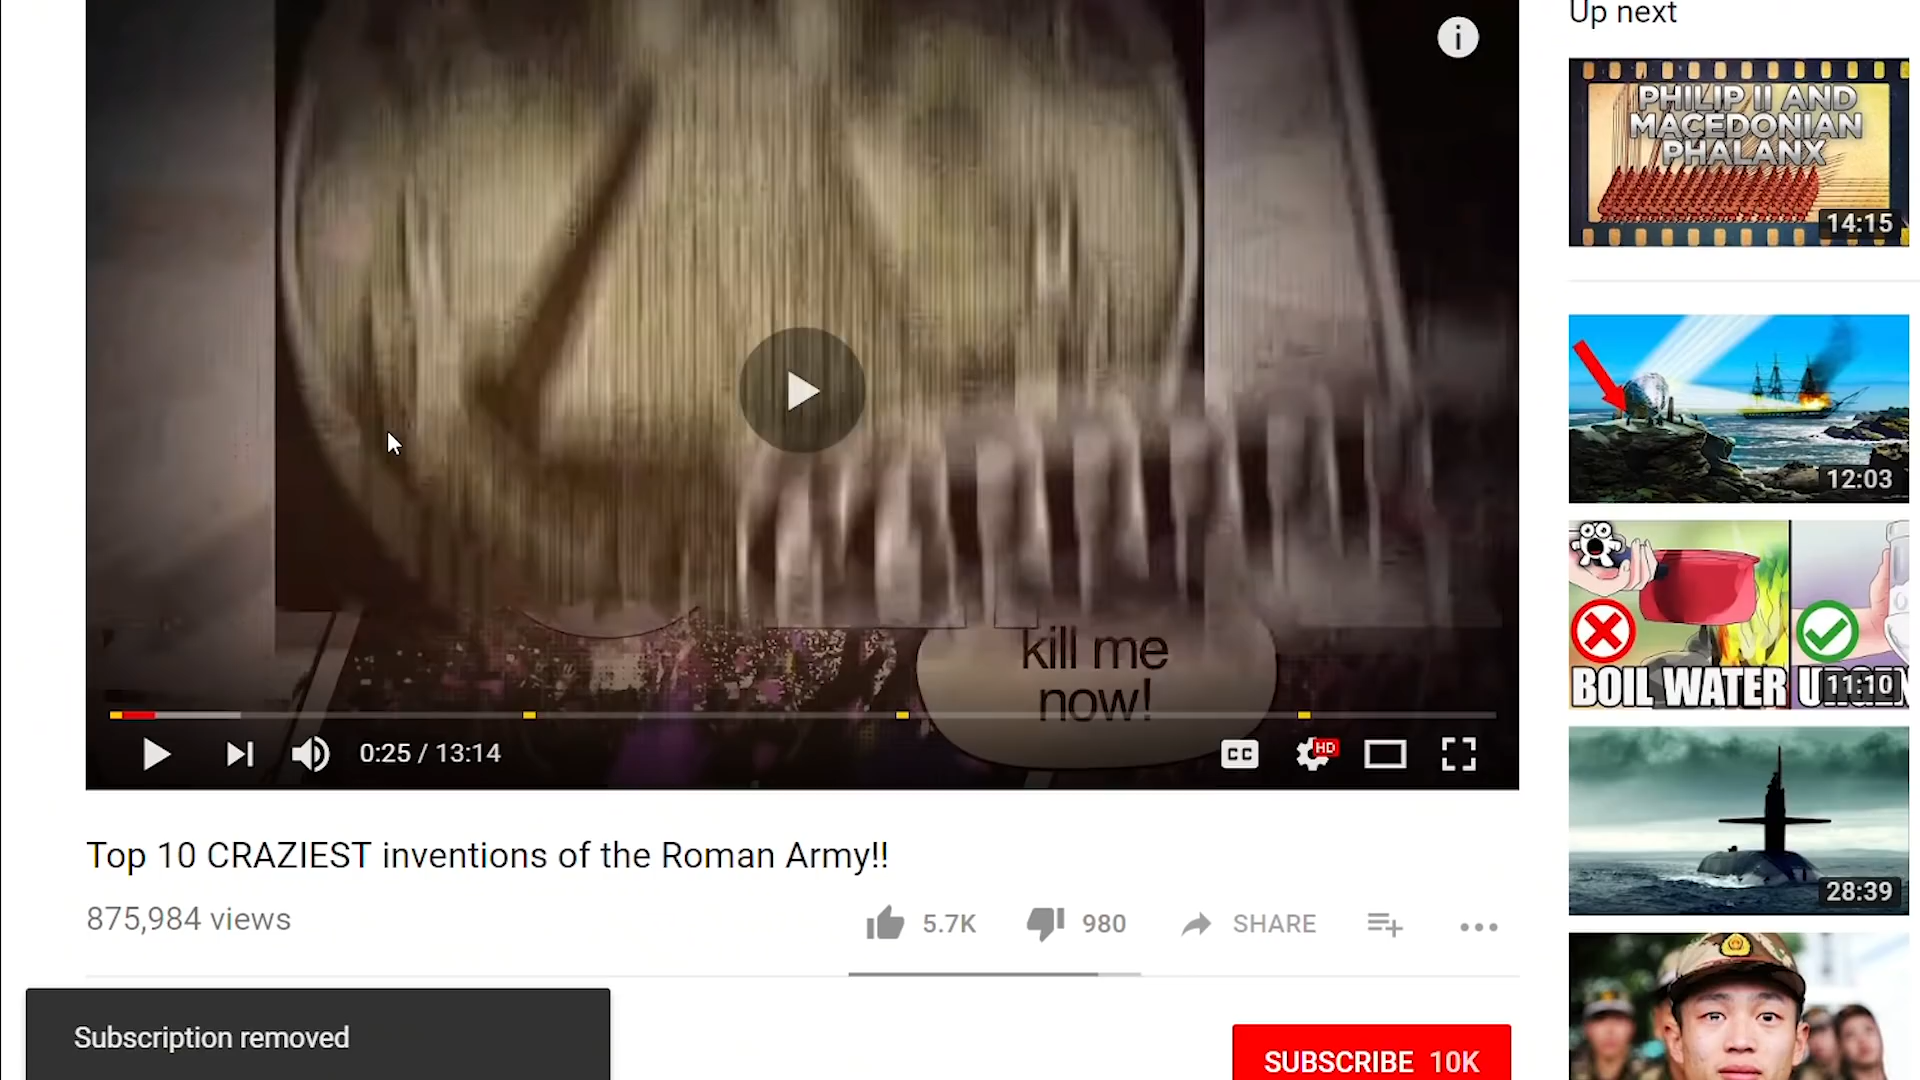 Up next
PHILIP II AND
MACEDONIAN
PHALANX
14:15
12:03
BOIL WATER
11:10
28:39
kill me
now!
0:25 / 13:14
CC
HD
Top 10 CRAZIEST inventions of the Roman Army!!
875,984 views
5.7K
980
SHARE
Subscription removed
SUBSCRIBE 10K